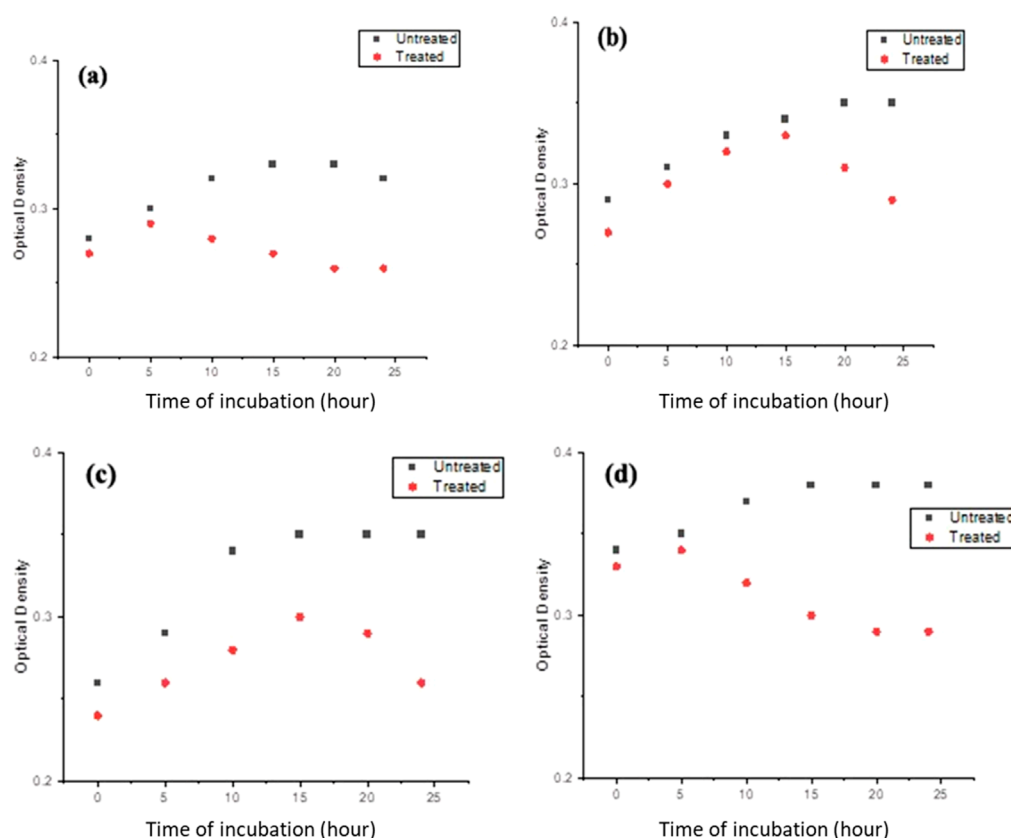 (a)
Untreated
Treated
0.4
0.3
0.2
Optical Density
0 5 10 15 20 25
Time of incubation (hour)
(b)
Untreated
Treated
0.4
0.3
0.2
Optical Density
0 5 10 15 20 25
Time of incubation (hour)
(c)
Untreated
Treated
0.4
0.3
0.2
Optical Density
0 5 10 15 20 25
Time of incubation (hour)
(d)
Untreated
Treated
0.4
0.3
0.2
Optical Density
0 5 10 15 20 25
Time of incubation (hour)